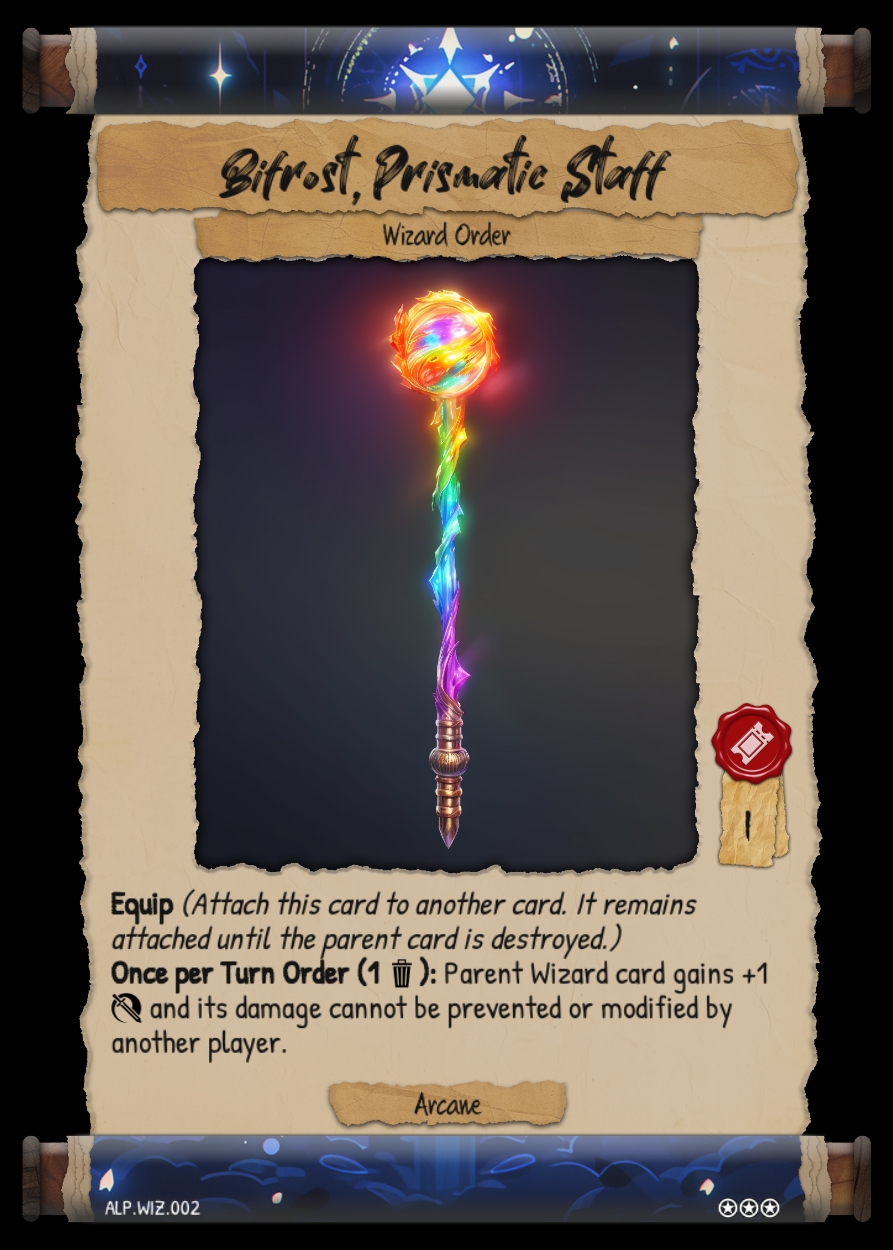 Bifrost, Prismatic Staff
Wizard Order
1
Equip (Attach this card to another card. It remains
attached until the parent card is destroyed.)
Once per Turn Order (1 ): Parent Wizard card gains +1
and its damage cannot be prevented or modified by
another player.
Arcane
ALP.WIZ.002